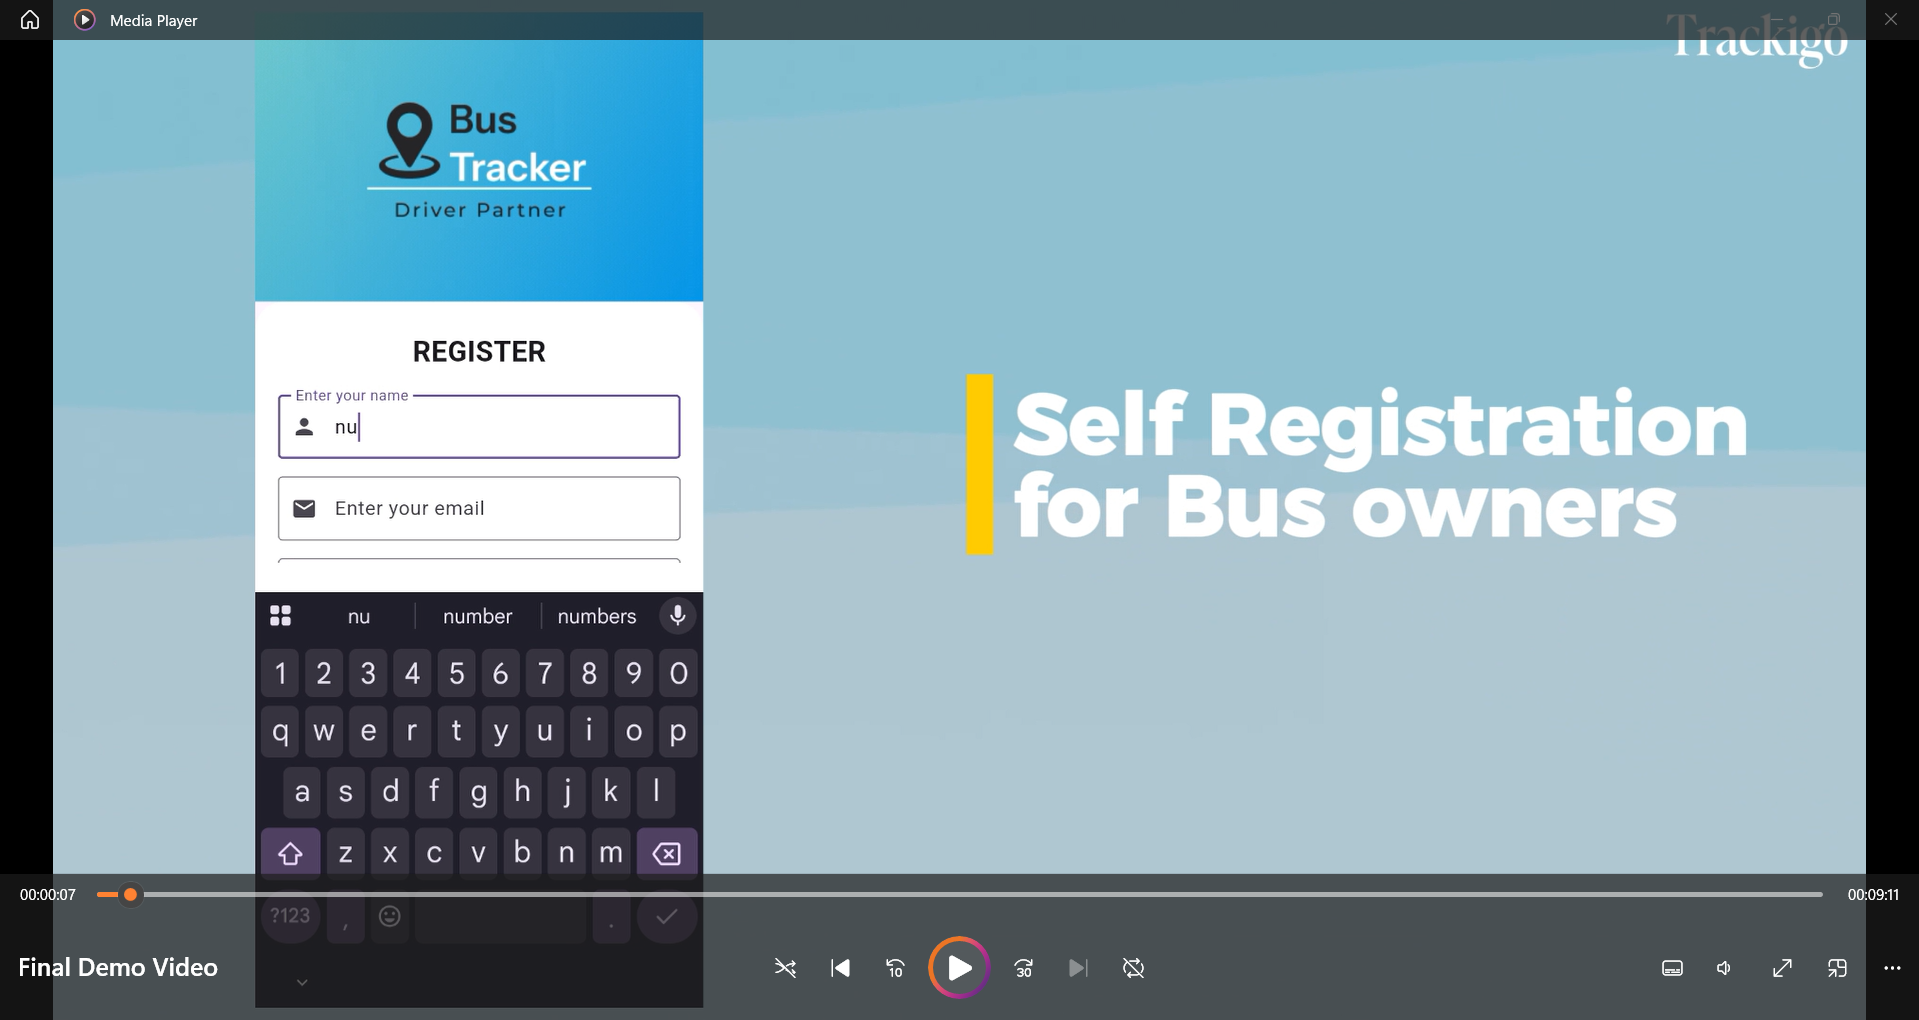 Media Player
Trackigo
Bus
Tracker
Driver Partner
REGISTER
Enter your name
nu
Enter your email
Self Registration
for Bus owners
nu number numbers
1 2 3 4 5 6 7 8 9 0
q w e r t y u i o p
a s d f g h j k l
z x c v b n m
00:00:07 00:09:11
?123 , .
Final Demo Video
10 30